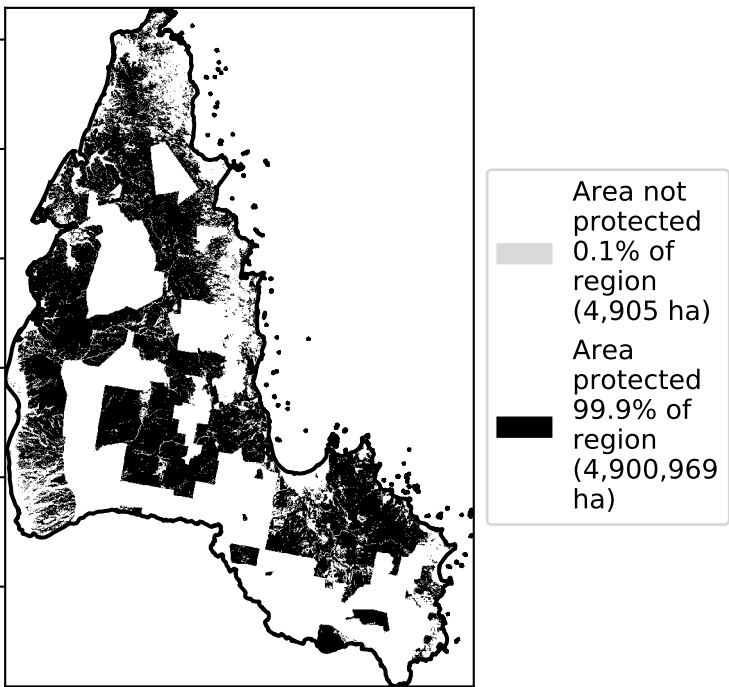 Area not
protected
0.1% of
region
(4,905 ha)
Area
protected
99.9% of
region
(4,900,969
ha)